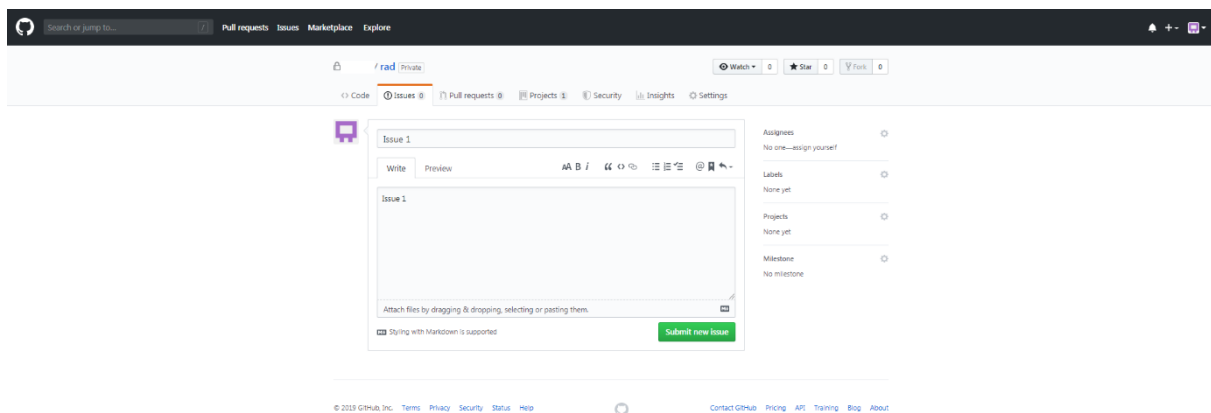 Search or jump to... / Pull requests Issues Marketplace Explore
/ rad Private Watch 0 Star 0 Fork 0
Code Issues 0 Pull requests 0 Projects 1 Security Insights Settings
Issue 1
Write Preview AA B i
Issue 1
Attach files by dragging & dropping, selecting or pasting them.
Styling with Markdown is supported Submit new issue
Assignees
No one—assign yourself
Labels
None yet
Projects
None yet
Milestone
No milestone
© 2019 GitHub, Inc. Terms Privacy Security Status Help Contact GitHub Pricing API Training Blog About